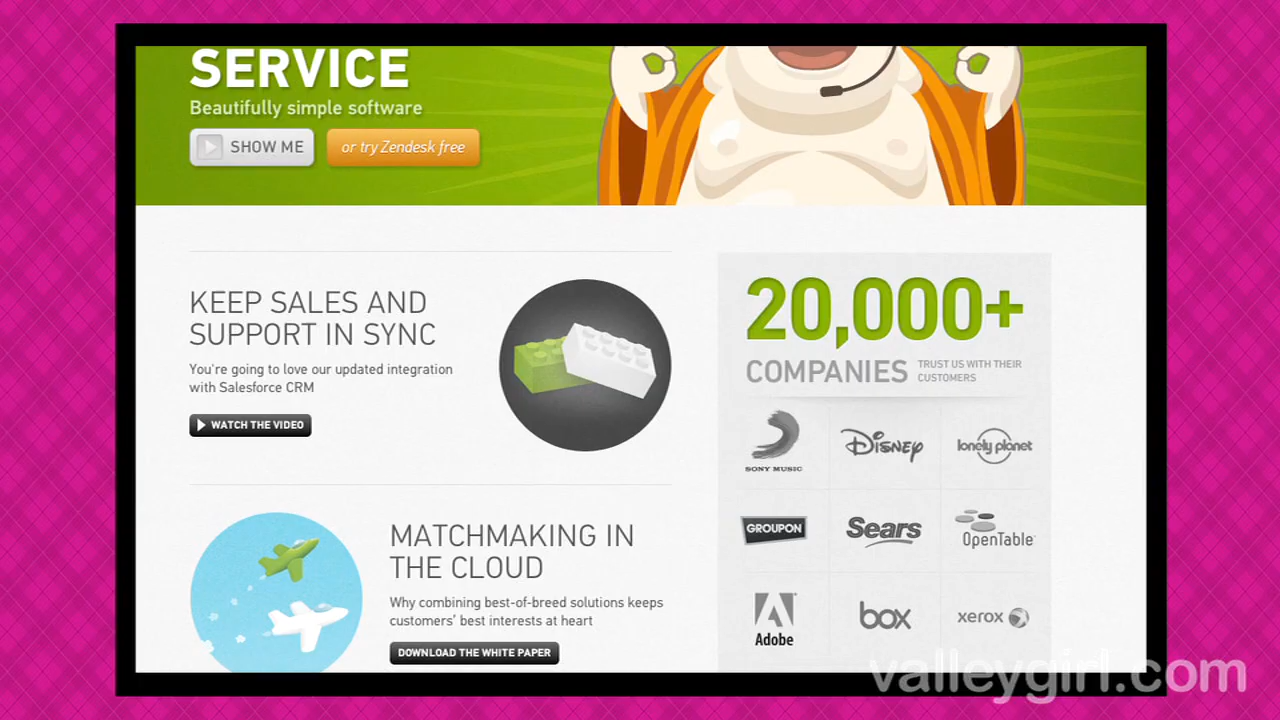 SERVICE
Beautifully simple software
SHOW ME
or try Zendesk free
KEEP SALES AND
SUPPORT IN SYNC
You're going to love our updated integration
with Salesforce CRM
WATCH THE VIDEO
MATCHMAKING IN
THE CLOUD
Why combining best-of-breed solutions keeps
customers' best interests at heart
DOWNLOAD THE WHITE PAPER
20,000+
COMPANIES
TRUST US WITH THEIR
CUSTOMERS
SONY MUSIC
Disney
lonely planet
GROUPON
Sears
OpenTable
Adobe
box
xerox
valleygirl.com